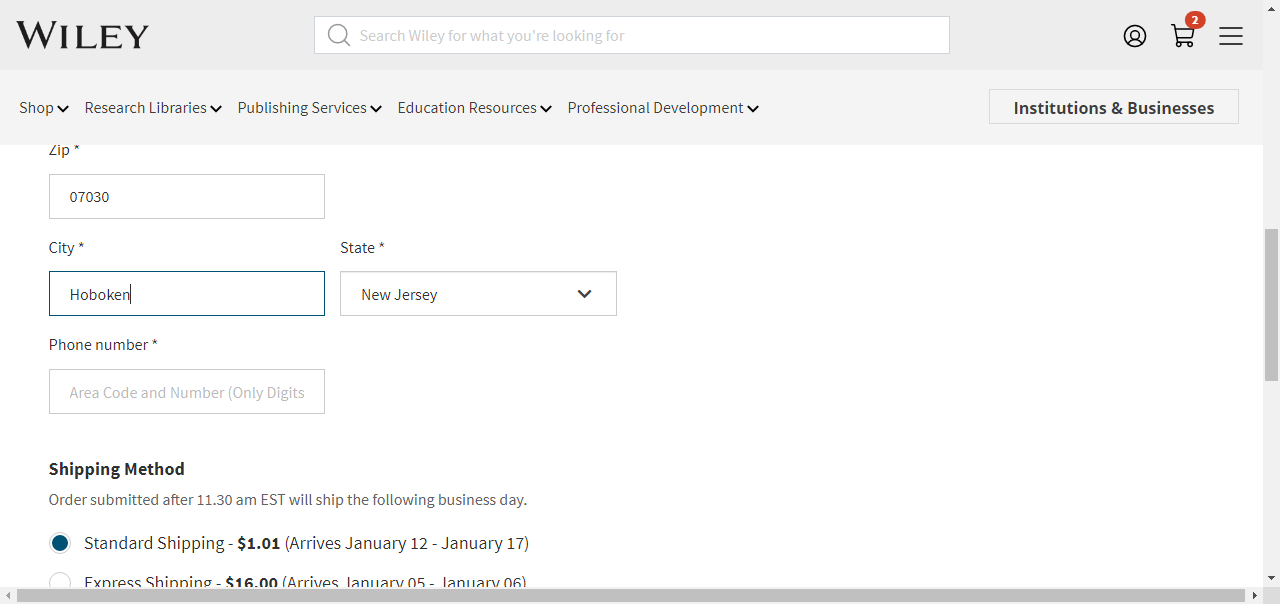 WILEY
Search Wiley for what you're looking for
2
Shop
Research Libraries
Publishing Services
Education Resources
Professional Development
Institutions & Businesses
Zip *
07030
City *
State *
Hoboken
New Jersey
Phone number *
Area Code and Number (Only Digits
Shipping Method
Order submitted after 11.30 am EST will ship the following business day.
Standard Shipping - $1.01 (Arrives January 12 - January 17)
Express Shipping - $16.00 (Arrives January 05 - January 06)